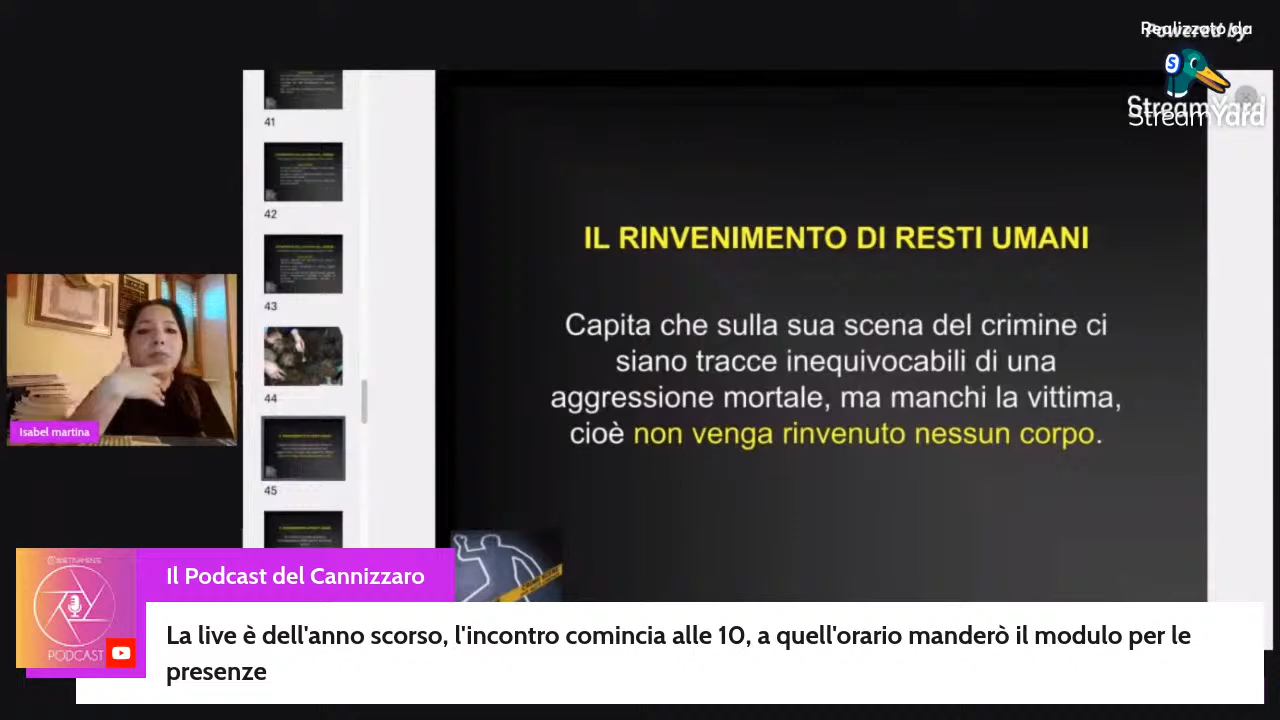 Realizzato da
Powered by
StreamYard
StreamYard
41
42
43
44
45
IL RINVENIMENTO DI RESTI UMANI
Capita che sulla sua scena del crimine ci
siano tracce inequivocabili di una
aggressione mortale, ma manchi la vittima,
cioè non venga rinvenuto nessun corpo.
Isabel martina
PODCAST
Il Podcast del Cannizzaro
La live è dell'anno scorso, l'incontro comincia alle 10, a quell'orario manderò il modulo per le
presenze